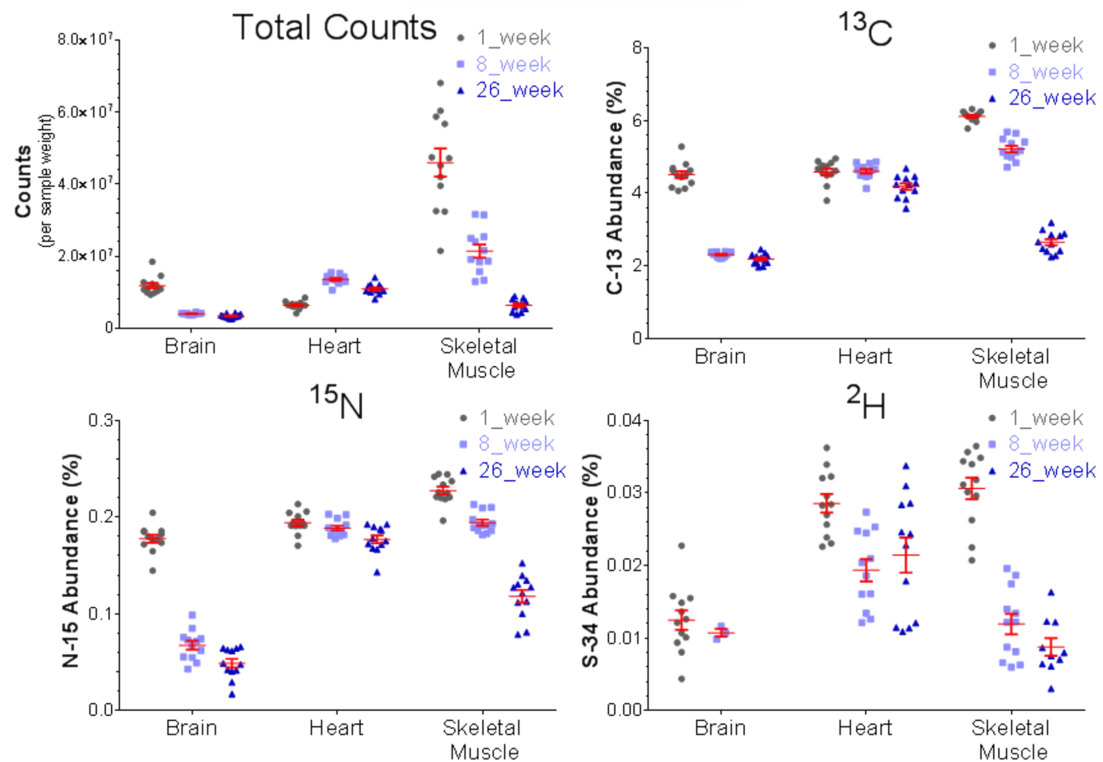 Total Counts
8.0×10⁷
6.0×10⁷
4.0×10⁷
2.0×10⁷
0
Counts
(per sample weight)
1_week
8_week
26_week
Brain
Heart
Skeletal
Muscle
¹³C
8
6
4
2
0
C-13 Abundance (%)
1_week
8_week
26_week
Brain
Heart
Skeletal
Muscle
¹⁵N
0.3
0.2
0.1
0.0
N-15 Abundance (%)
1_week
8_week
26_week
Brain
Heart
Skeletal
Muscle
²H
0.04
0.03
0.02
0.01
0.00
S-34 Abundance (%)
1_week
8_week
26_week
Brain
Heart
Skeletal
Muscle